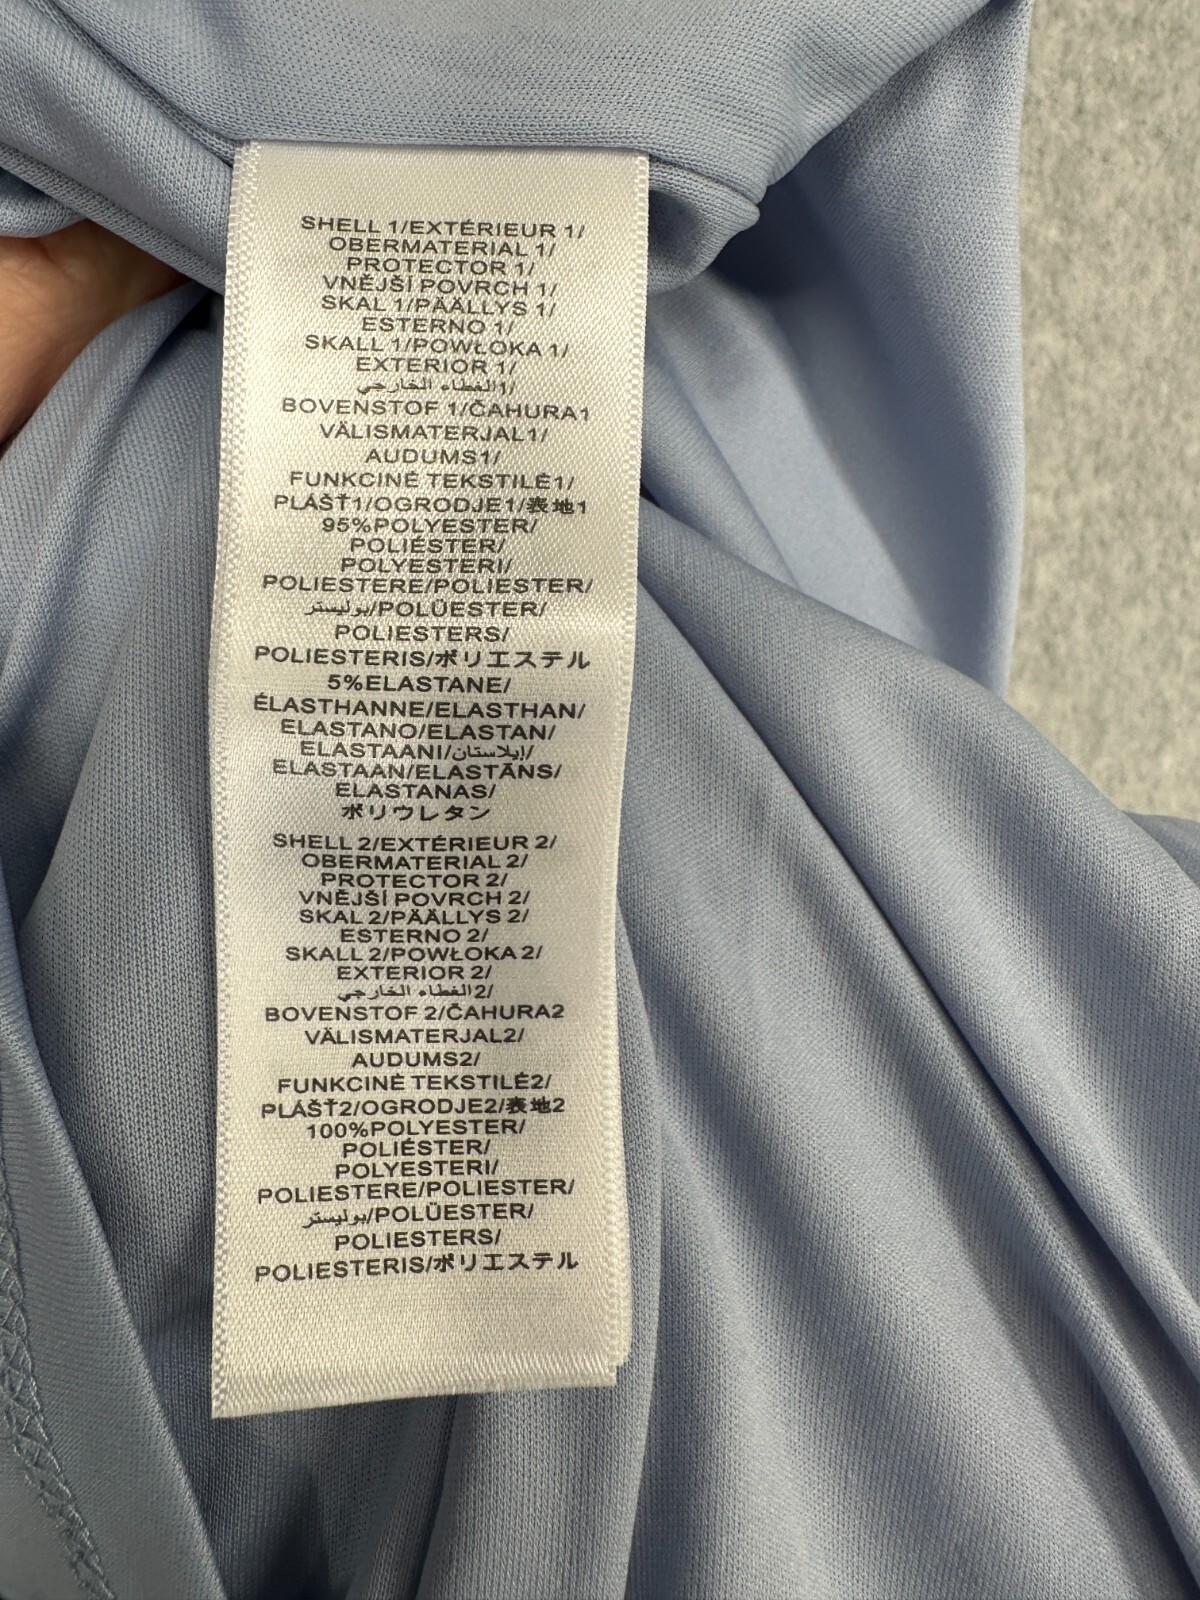 SHELL 1/EXTÉRIEUR 1/
OBERMATERIAL 1/
PROTECTOR 1/
VNĚJŠÍ POVRCH 1/
SKAL 1/PÄÄLLYS 1/
ESTERNO 1/
SKALL 1/POWŁOKA 1/
EXTERIOR 1/
الغطاء الخارجي1/
BOVENSTOF 1/ČAHURA1
VÄLISMATERJAL1/
AUDUMS1/
FUNKCINĖ TEKSTILĖ1/
PLÁŠŤ1/OGRODJE1/表地1
95%POLYESTER/
POLIÉSTER/
POLYESTERI/
POLIESTERE/POLIESTER/
بوليستر/POLÜESTER/
POLIESTERS/
POLIESTERIS/ポリエステル
5%ELASTANE/
ÉLASTHANNE/ELASTHAN/
ELASTANO/ELASTAN/
ELASTAANI/إيلاستان/
ELASTAAN/ELASTĀNS/
ELASTANAS/
ポリウレタン
SHELL 2/EXTÉRIEUR 2/
OBERMATERIAL 2/
PROTECTOR 2/
VNĚJŠÍ POVRCH 2/
SKAL 2/PÄÄLLYS 2/
ESTERNO 2/
SKALL 2/POWŁOKA 2/
EXTERIOR 2/
الغطاء الخارجي2/
BOVENSTOF 2/ČAHURA2
VÄLISMATERJAL2/
AUDUMS2/
FUNKCINĖ TEKSTILĖ2/
PLÁŠŤ2/OGRODJE2/表地2
100%POLYESTER/
POLIÉSTER/
POLYESTERI/
POLIESTERE/POLIESTER/
بوليستر/POLÜESTER/
POLIESTERS/
POLIESTERIS/ポリエステル